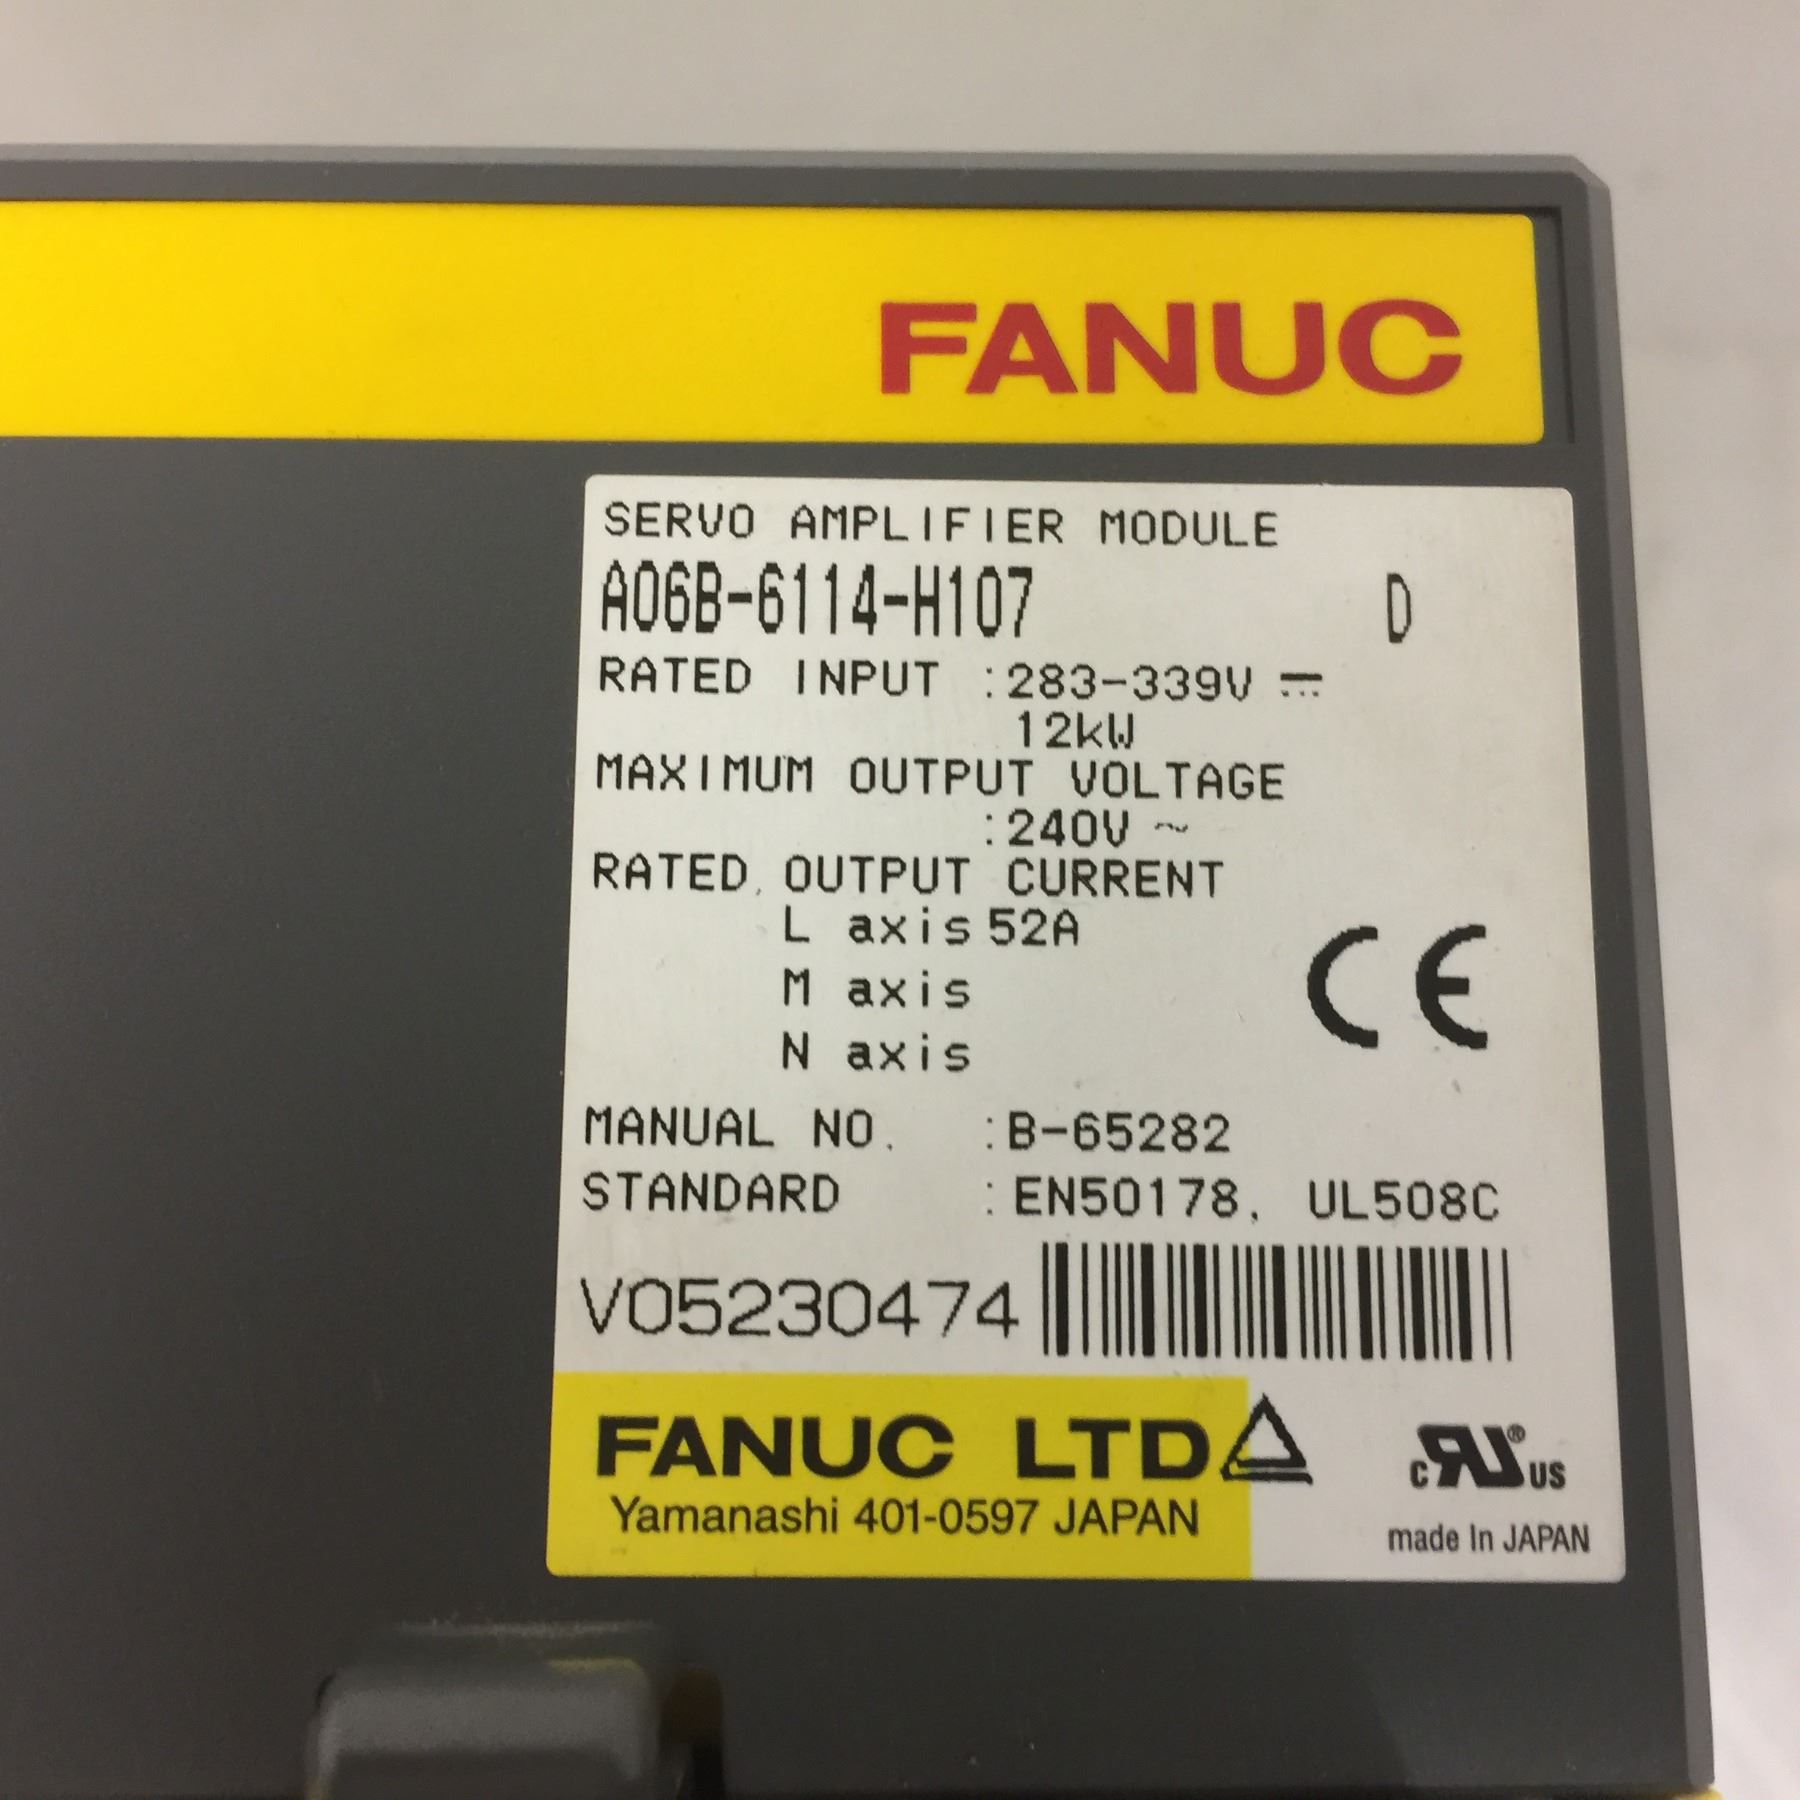 FANUC
SERVO AMPLIFIER MODULE
A06B-6114-H107 D
RATED INPUT :283-339V ⎓
12kW
MAXIMUM OUTPUT VOLTAGE
:240V ~
RATED OUTPUT CURRENT
L axis 52A
M axis
N axis
CE
MANUAL NO. :B-65282
STANDARD :EN50178, UL508C
V05230474
FANUC LTD
Yamanashi 401-0597 JAPAN
c RU ® US
made In JAPAN